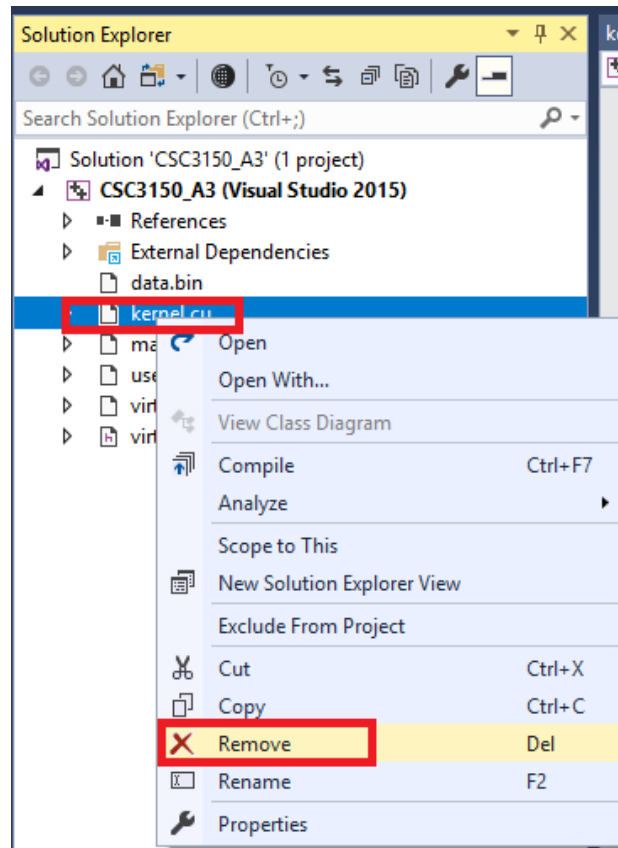 Solution Explorer
Search Solution Explorer (Ctrl+;)
Solution 'CSC3150_A3' (1 project)
CSC3150_A3 (Visual Studio 2015)
References
External Dependencies
data.bin
kernel.cu
Open
Open With...
View Class Diagram
Compile Ctrl+F7
Analyze
Scope to This
New Solution Explorer View
Exclude From Project
Cut Ctrl+X
Copy Ctrl+C
Remove Del
Rename F2
Properties